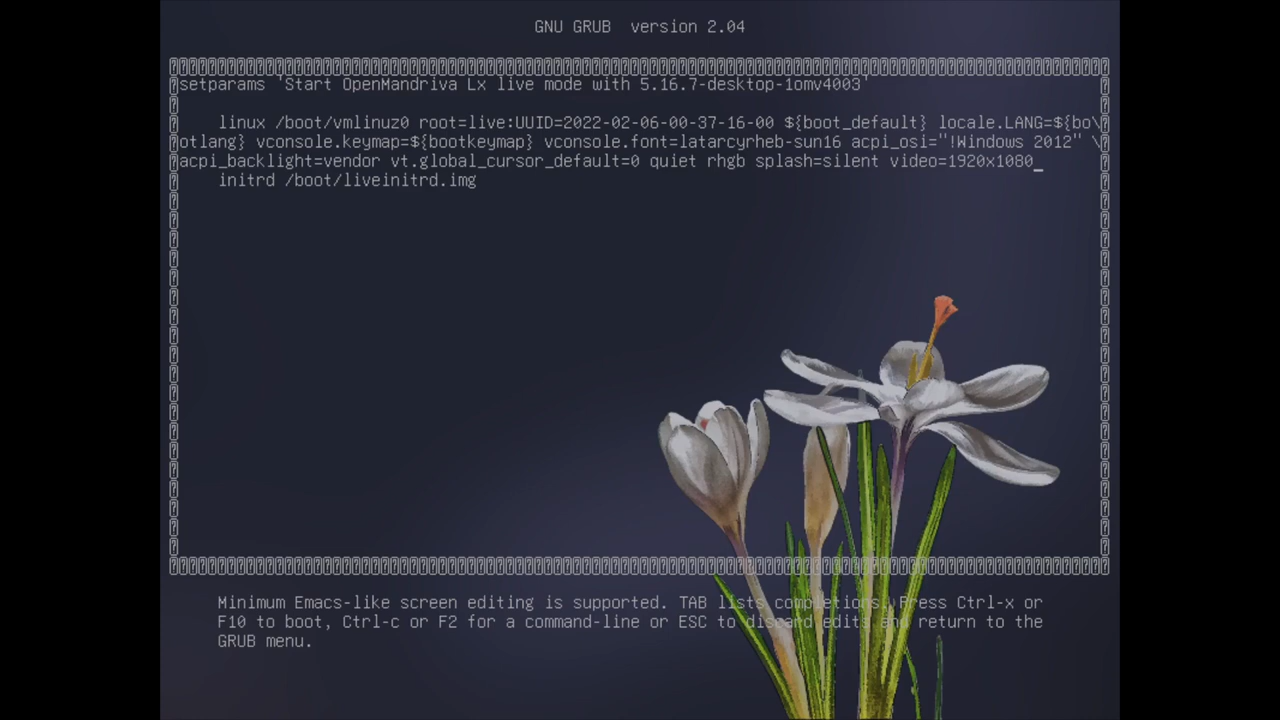 GNU GRUB  version 2.04
setparams 'Start OpenMandriva Lx live mode with 5.16.7-desktop-1omv4003'
linux /boot/vmlinuz0 root=live:UUID=2022-02-06-00-37-16-00 ${boot_default} locale.LANG=${bo\
otlang} vconsole.keymap=${bootkeymap} vconsole.font=latarcyrheb-sun16 acpi_osi="!Windows 2012" \
acpi_backlight=vendor vt.global_cursor_default=0 quiet rhgb splash=silent video=1920x1080_
initrd /boot/liveinitrd.img
Minimum Emacs-like screen editing is supported. TAB lists completions. Press Ctrl-x or
F10 to boot, Ctrl-c or F2 for a command-line or ESC to discard edits and return to the
GRUB menu.